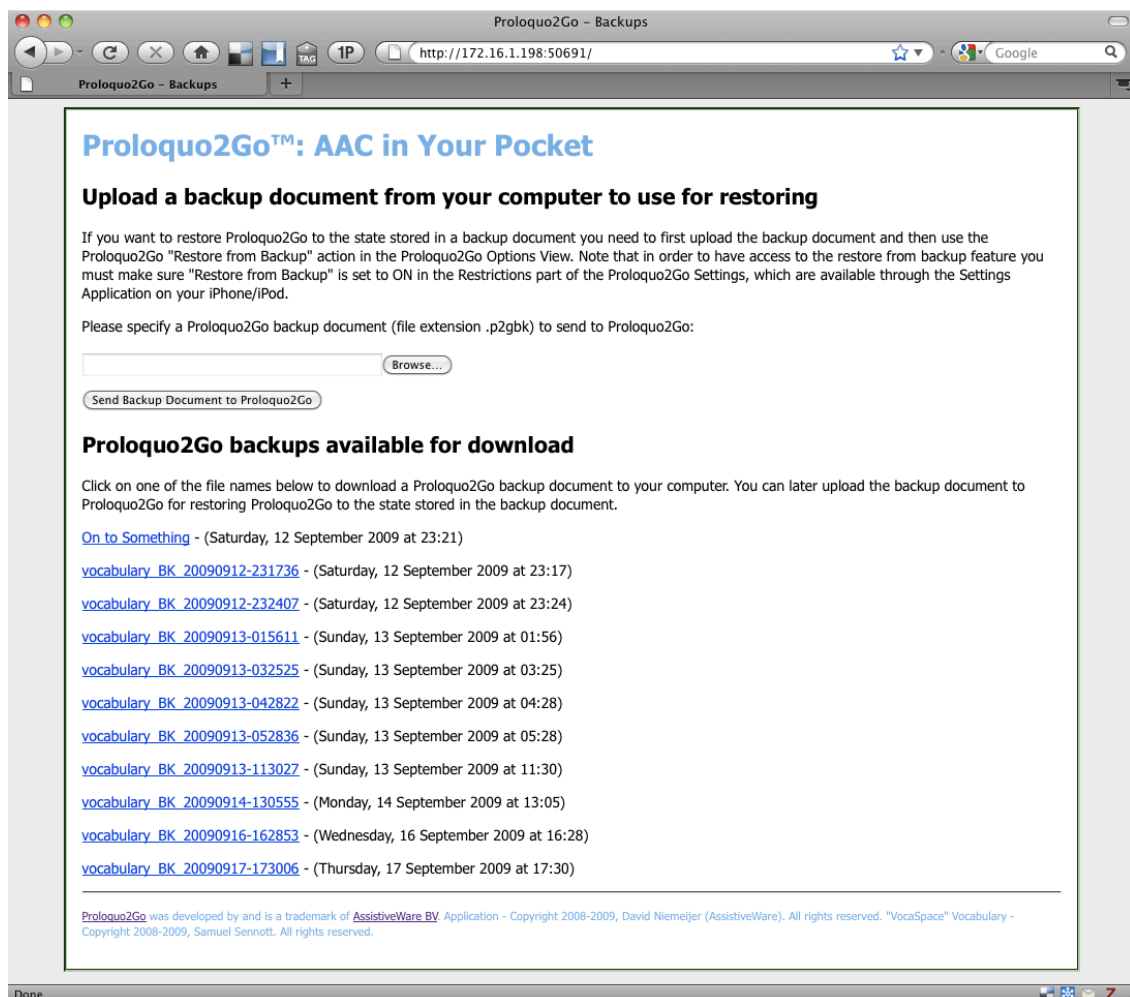 Proloquo2Go – Backups
TAG
1P
http://172.16.1.198:50691/
Google
Proloquo2Go – Backups
+
Proloquo2Go™: AAC in Your Pocket
Upload a backup document from your computer to use for restoring
If you want to restore Proloquo2Go to the state stored in a backup document you need to first upload the backup document and then use the
Proloquo2Go "Restore from Backup" action in the Proloquo2Go Options View. Note that in order to have access to the restore from backup feature you
must make sure "Restore from Backup" is set to ON in the Restrictions part of the Proloquo2Go Settings, which are available through the Settings
Application on your iPhone/iPod.
Please specify a Proloquo2Go backup document (file extension .p2gbk) to send to Proloquo2Go:
Browse...
Send Backup Document to Proloquo2Go
Proloquo2Go backups available for download
Click on one of the file names below to download a Proloquo2Go backup document to your computer. You can later upload the backup document to
Proloquo2Go for restoring Proloquo2Go to the state stored in the backup document.
On to Something - (Saturday, 12 September 2009 at 23:21)
vocabulary_BK_20090912-231736 - (Saturday, 12 September 2009 at 23:17)
vocabulary_BK_20090912-232407 - (Saturday, 12 September 2009 at 23:24)
vocabulary_BK_20090913-015611 - (Sunday, 13 September 2009 at 01:56)
vocabulary_BK_20090913-032525 - (Sunday, 13 September 2009 at 03:25)
vocabulary_BK_20090913-042822 - (Sunday, 13 September 2009 at 04:28)
vocabulary_BK_20090913-052836 - (Sunday, 13 September 2009 at 05:28)
vocabulary_BK_20090913-113027 - (Sunday, 13 September 2009 at 11:30)
vocabulary_BK_20090914-130555 - (Monday, 14 September 2009 at 13:05)
vocabulary_BK_20090916-162853 - (Wednesday, 16 September 2009 at 16:28)
vocabulary_BK_20090917-173006 - (Thursday, 17 September 2009 at 17:30)
Proloquo2Go was developed by and is a trademark of AssistiveWare BV. Application - Copyright 2008-2009, David Niemeijer (AssistiveWare). All rights reserved. "VocaSpace" Vocabulary -
Copyright 2008-2009, Samuel Sennott. All rights reserved.
Done
Z